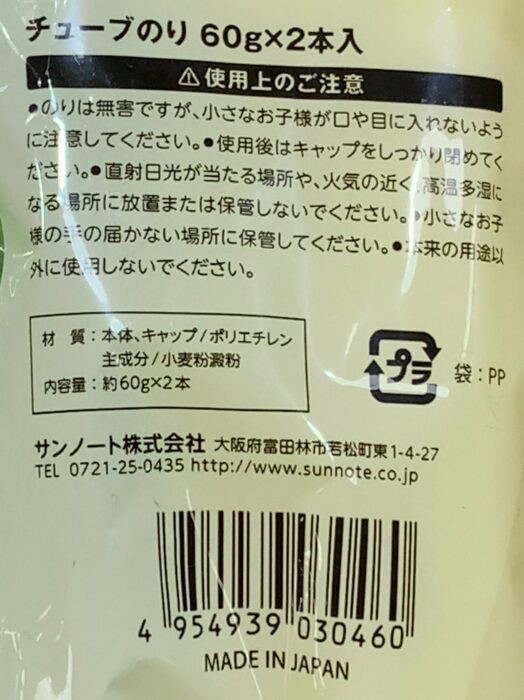 チューブのり 60g×2本入
⚠使用上のご注意
●のりは無害ですが、小さなお子様が口や目に入れないよう
に注意してください。●使用後はキャップをしっかり閉めてく
ださい。●直射日光が当たる場所や、火気の近く、高温多湿に
なる場所に放置または保管しないでください。●小さなお子
様の手の届かない場所に保管してください。●本来の用途以
外に使用しないでください。
材 質：本体、キャップ/ポリエチレン
主成分/小麦粉澱粉
内容量：約60g×2本
プラ
袋：PP
サンノート株式会社 大阪府富田林市若松町東1-4-27
TEL 0721-25-0435 http://www.sunnote.co.jp
4 954939 030460
MADE IN JAPAN